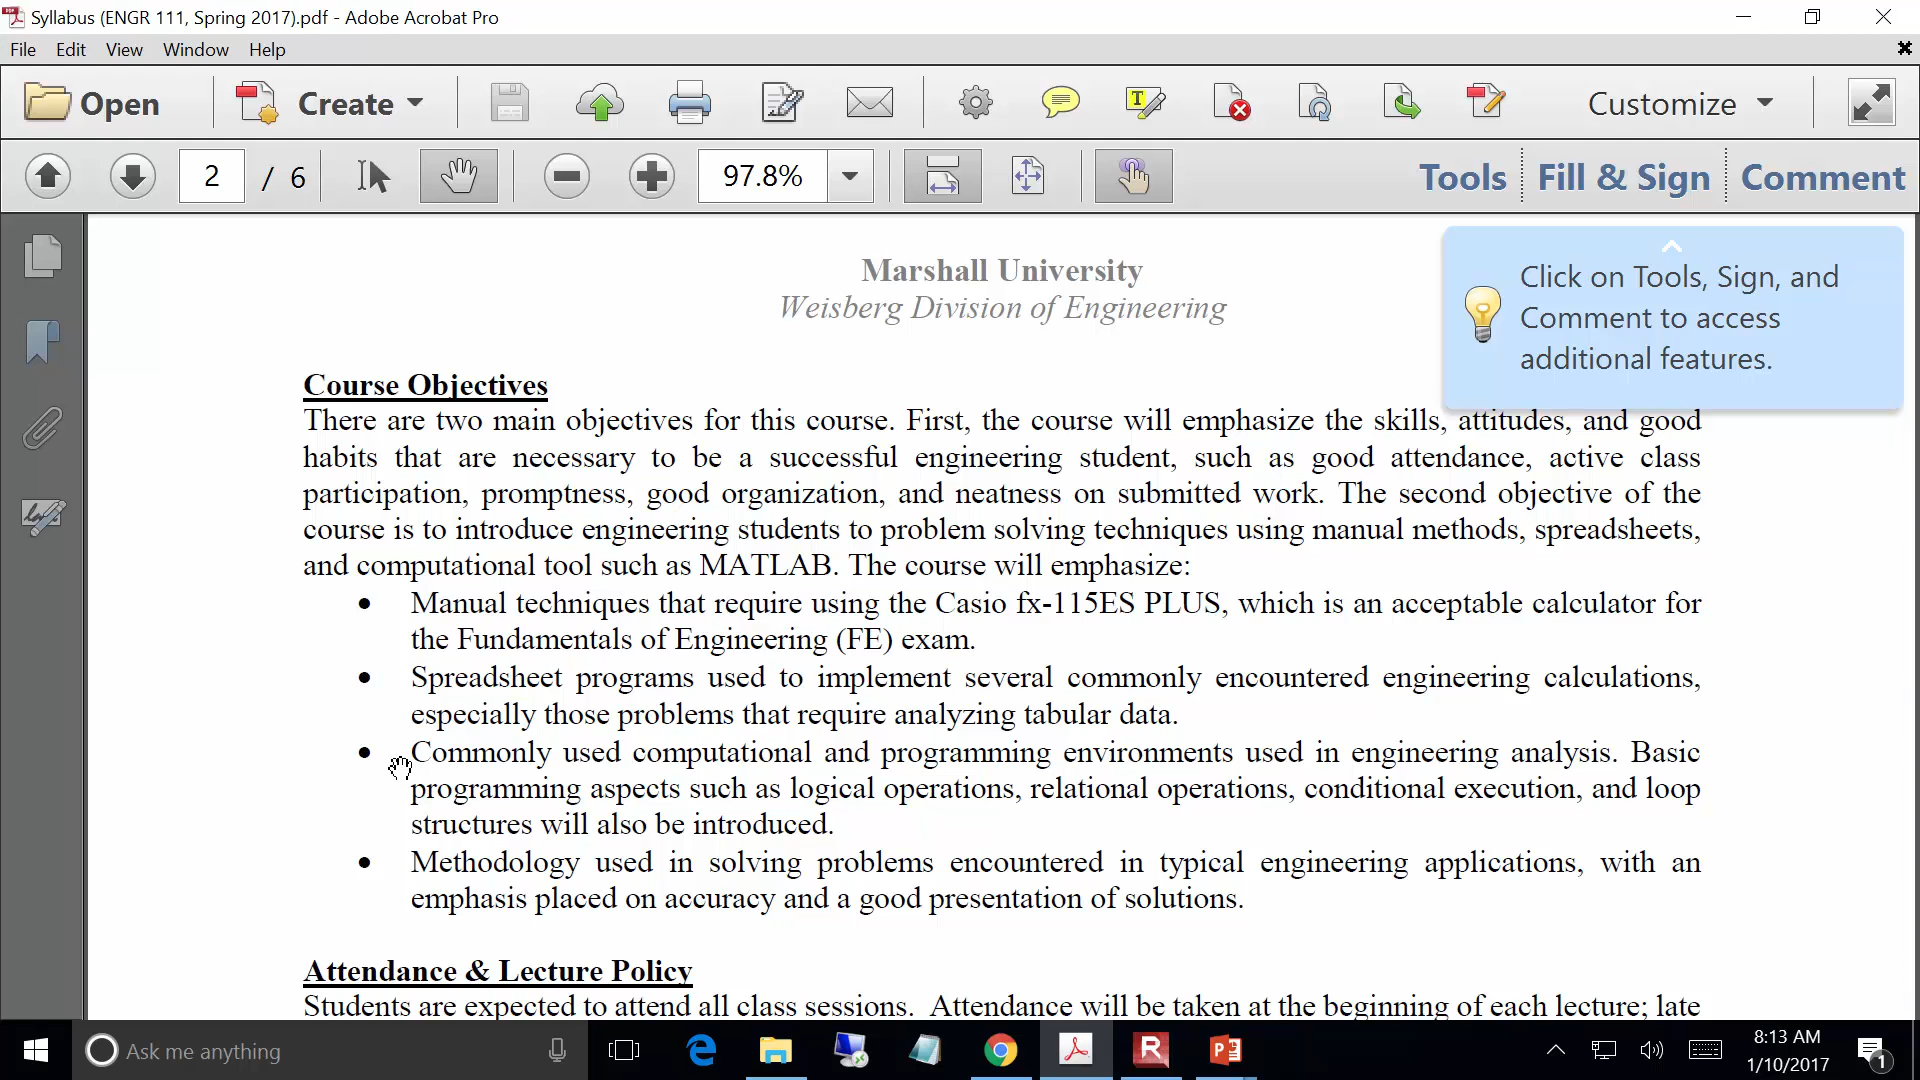 Syllabus (ENGR 111, Spring 2017).pdf - Adobe Acrobat Pro
File Edit View Window Help
Open Create Customize
2 / 6 97.8% Tools Fill & Sign Comment
Marshall University
Weisberg Division of Engineering
Click on Tools, Sign, and
Comment to access
additional features.
Course Objectives
There are two main objectives for this course. First, the course will emphasize the skills, attitudes, and good
habits that are necessary to be a successful engineering student, such as good attendance, active class
participation, promptness, good organization, and neatness on submitted work. The second objective of the
course is to introduce engineering students to problem solving techniques using manual methods, spreadsheets,
and computational tool such as MATLAB. The course will emphasize:
• Manual techniques that require using the Casio fx-115ES PLUS, which is an acceptable calculator for
the Fundamentals of Engineering (FE) exam.
• Spreadsheet programs used to implement several commonly encountered engineering calculations,
especially those problems that require analyzing tabular data.
• Commonly used computational and programming environments used in engineering analysis. Basic
programming aspects such as logical operations, relational operations, conditional execution, and loop
structures will also be introduced.
• Methodology used in solving problems encountered in typical engineering applications, with an
emphasis placed on accuracy and a good presentation of solutions.
Attendance & Lecture Policy
Students are expected to attend all class sessions. Attendance will be taken at the beginning of each lecture; late
Ask me anything
8:13 AM
1/10/2017
1